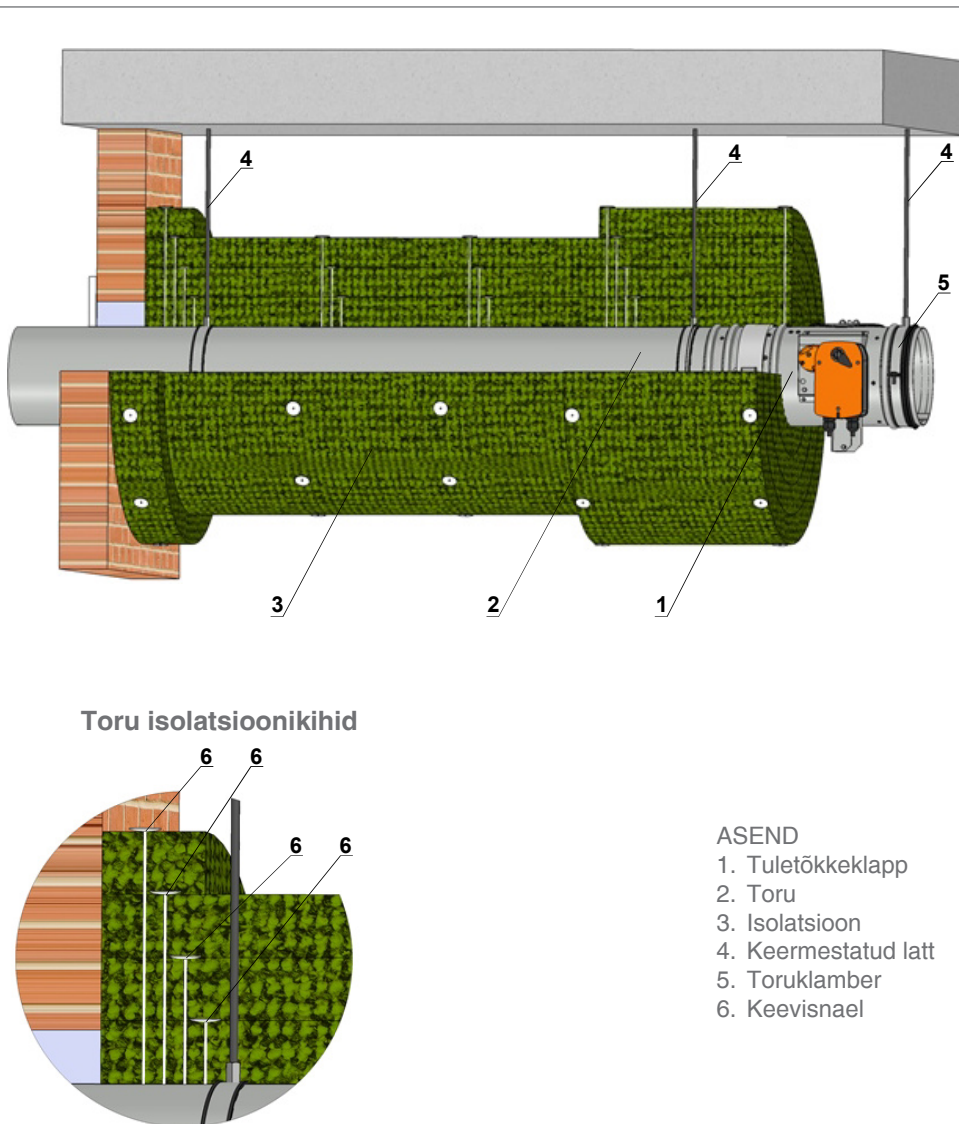 4 4 4
5
3 2 1
Toru isolatsioonikihid
6 6
6 6
ASEND
1. Tuletõkkeklapp
2. Toru
3. Isolatsioon
4. Keermestatud latt
5. Toruklamber
6. Keevisnael